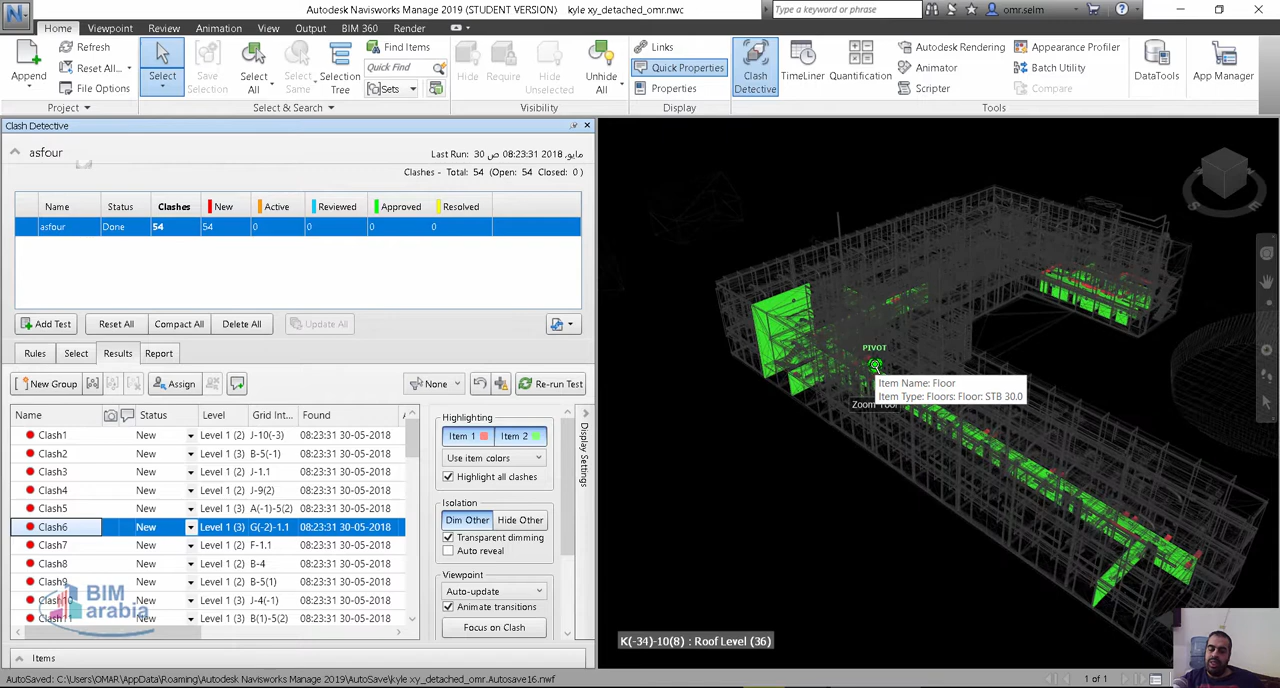 Autodesk Navisworks Manage 2019 (STUDENT VERSION) kyle xy_detached_omr.nwc
Type a keyword or phrase
omr.selm
Home Viewpoint Review Animation View Output BIM 360 Render
Append
Refresh
Reset All...
File Options
Project
Select
Save Selection
Select All
Select Same
Selection Tree
Find Items
Quick Find
Sets
Select & Search
Hide
Require
Hide Unselected
Unhide All
Visibility
Links
Quick Properties
Properties
Display
Clash Detective
TimeLiner
Quantification
Autodesk Rendering
Animator
Scripter
Appearance Profiler
Batch Utility
Compare
Tools
DataTools
App Manager
Clash Detective
asfour
Last Run: 30 مايو, 2018 08:23:31 ص
Clashes - Total: 54 (Open: 54 Closed: 0 )
Name Status Clashes New Active Reviewed Approved Resolved
asfour Done 54 54 0 0 0 0
Add Test Reset All Compact All Delete All Update All
Rules Select Results Report
New Group Assign None Re-run Test
Name Status Level Grid Int... Found
Clash1 New Level 1 (2) J-10(-3) 08:23:31 30-05-2018
Clash2 New Level 1 (3) B-5(-1) 08:23:31 30-05-2018
Clash3 New Level 1 (2) J-1.1 08:23:31 30-05-2018
Clash4 New Level 1 (2) J-9(2) 08:23:31 30-05-2018
Clash5 New Level 1 (3) A(-1)-5(2) 08:23:31 30-05-2018
Clash6 New Level 1 (3) G(-2)-1.1 08:23:31 30-05-2018
Clash7 New Level 1 (3) F-1.1 08:23:31 30-05-2018
Clash8 New Level 1 (2) B-4 08:23:31 30-05-2018
Clash9 New Level 1 (2) B-5(1) 08:23:31 30-05-2018
Clash10 New Level 1 (2) J-4(-1) 08:23:31 30-05-2018
Clash11 New Level 1 (3) B(1)-5(2) 08:23:31 30-05-2018
BIM
arabia
Highlighting
Item 1 Item 2
Use item colors
Highlight all clashes
Isolation
Dim Other Hide Other
Transparent dimming
Auto reveal
Viewpoint
Auto-update
Animate transitions
Focus on Clash
Display Settings
Items
PIVOT
Item Name: Floor
Item Type: Floors: Floor: STB 30.0
Zoom Tool
K(-34)-10(8) : Roof Level (36)
AutoSaved: C:\Users\OMAR\AppData\Roaming\Autodesk Navisworks Manage 2019\AutoSave\kyle xy_detached_omr.Autosave16.nwf
1 of 1